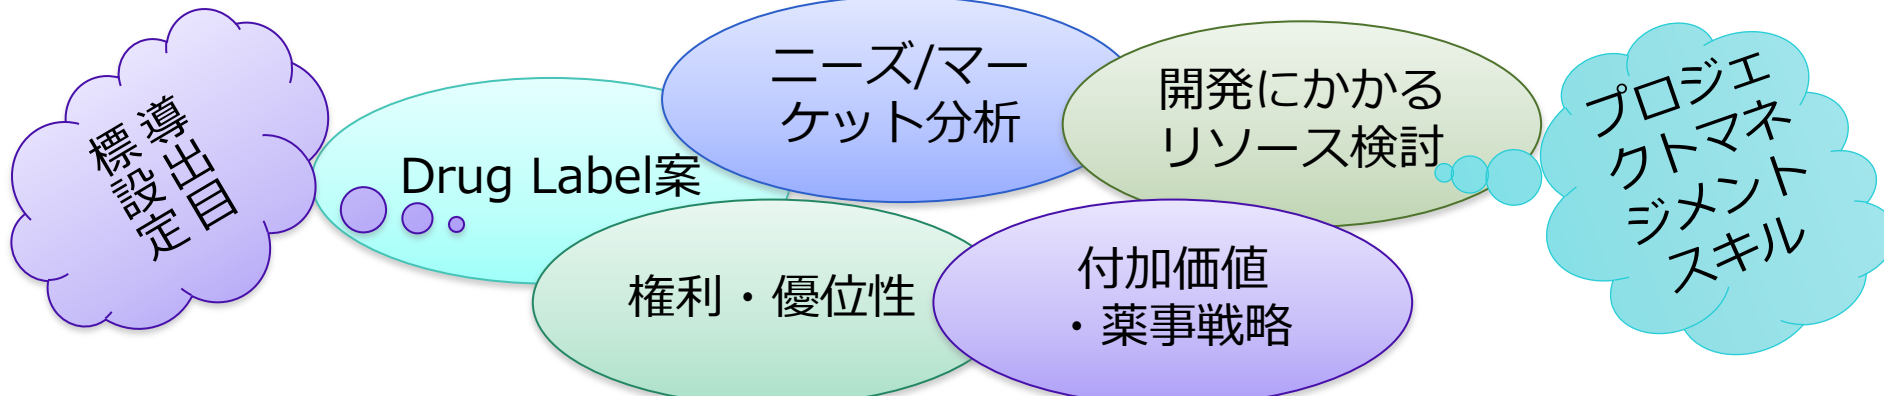 導出目
標設定
Drug Label案
ニーズ/マー
ケット分析
開発にかかる
リソース検討
権利・優位性
付加価値
・薬事戦略
プロジェ
クトマネ
ジメント
スキル